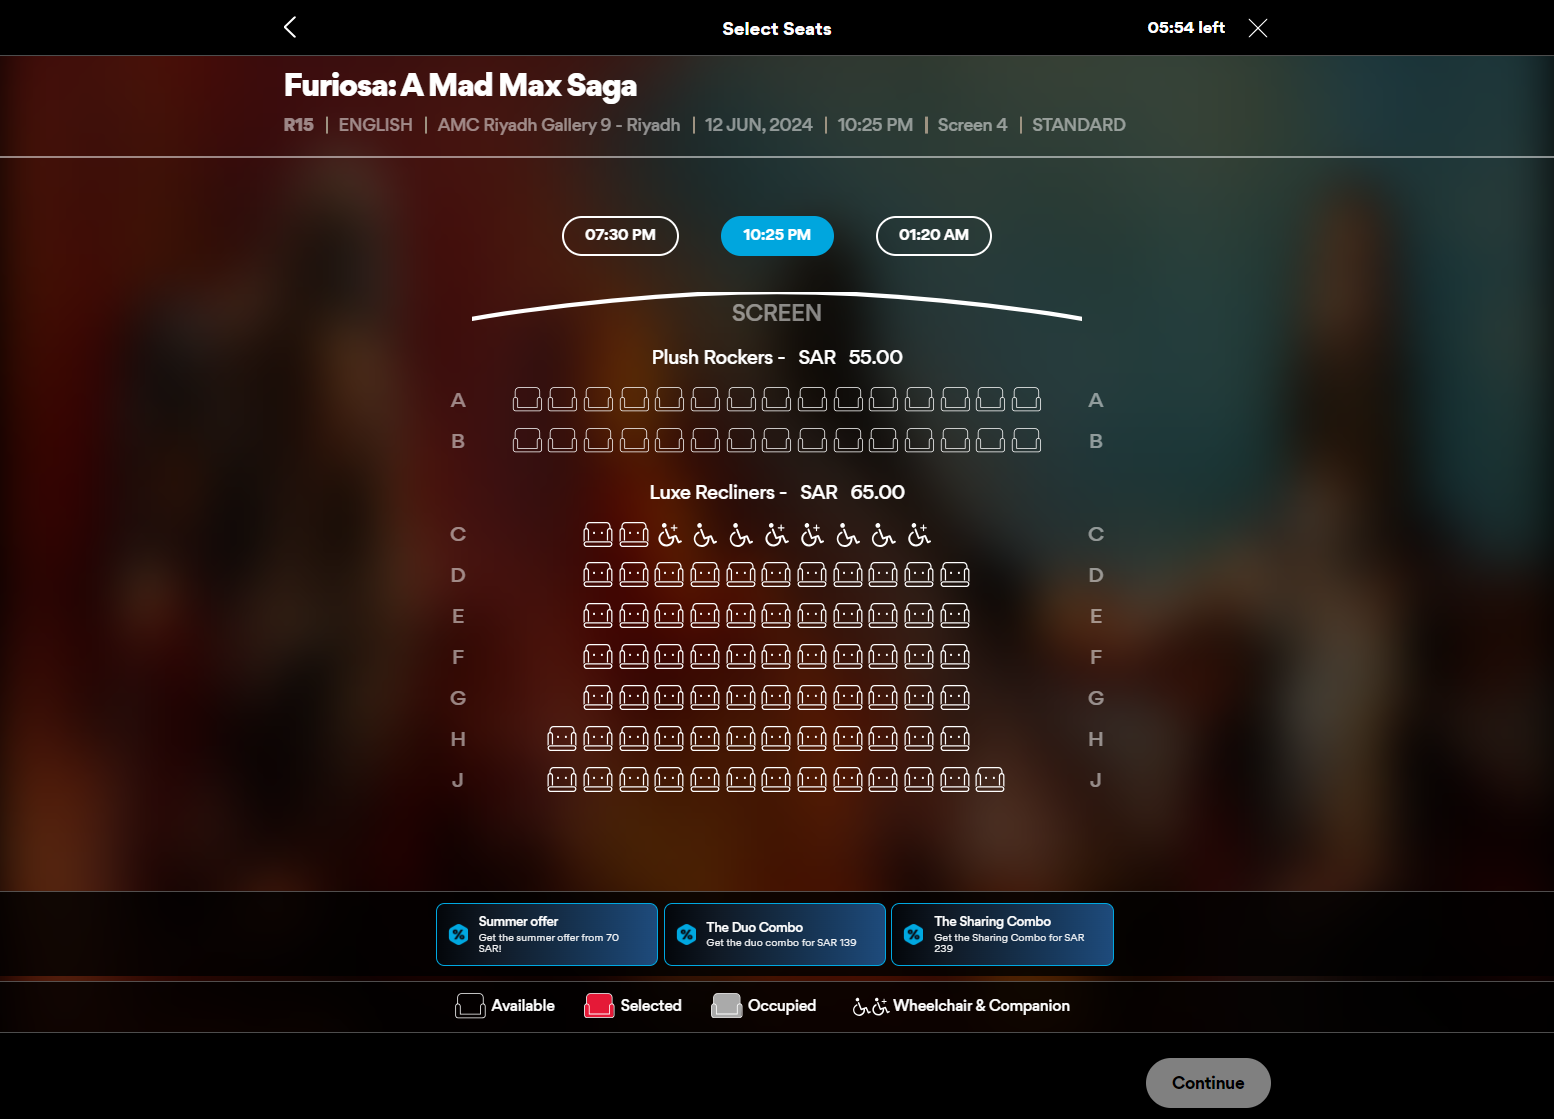 Select Seats
05:54 left
Furiosa: A Mad Max Saga
R15 | ENGLISH | AMC Riyadh Gallery 9 - Riyadh | 12 JUN, 2024 | 10:25 PM | Screen 4 | STANDARD
07:30 PM
10:25 PM
01:20 AM
SCREEN
Plush Rockers - SAR 55.00
A A
B B
Luxe Recliners - SAR 65.00
C C
D D
E E
F F
G G
H H
J J
Summer offer
Get the summer offer from 70
SAR!
The Duo Combo
Get the duo combo for SAR 139
The Sharing Combo
Get the Sharing Combo for SAR
239
Available
Selected
Occupied
Wheelchair & Companion
Continue